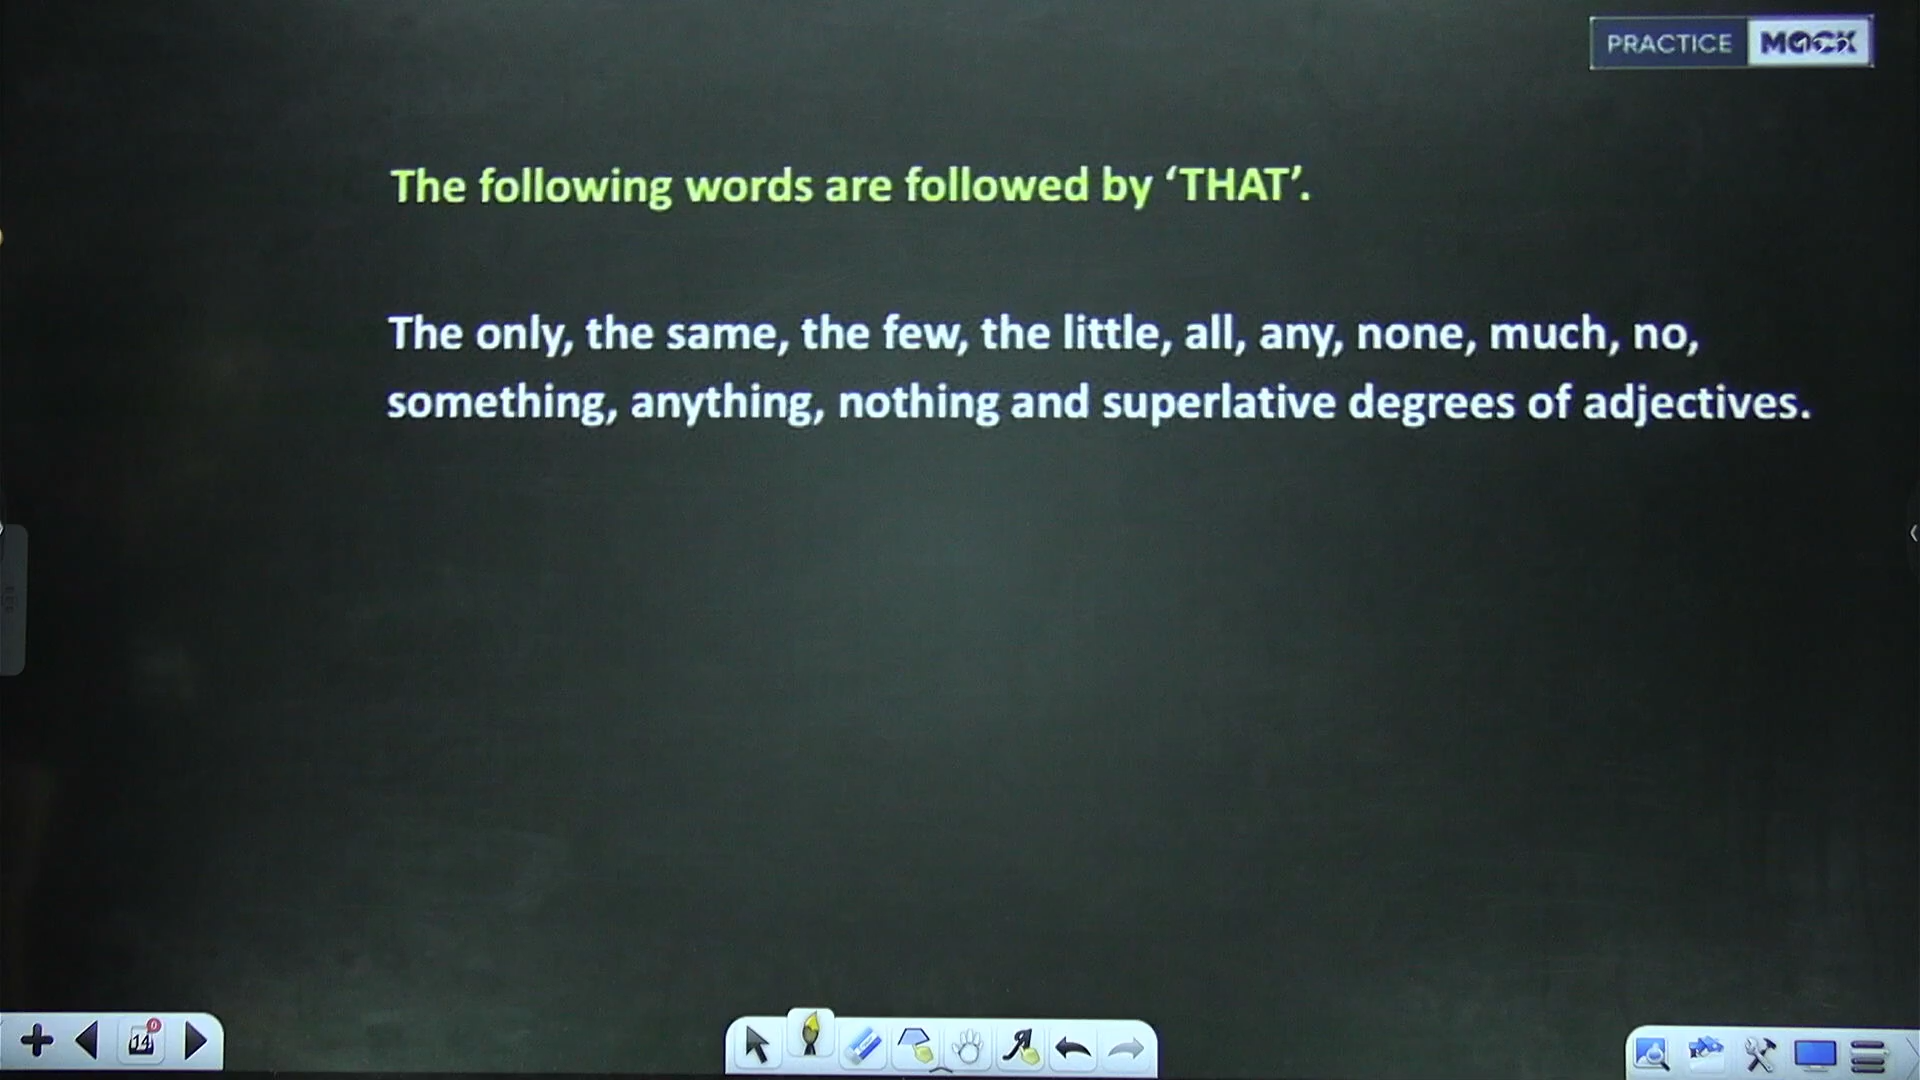 PRACTICE MOCK
The following words are followed by ‘THAT’.
The only, the same, the few, the little, all, any, none, much, no,
something, anything, nothing and superlative degrees of adjectives.
14
0